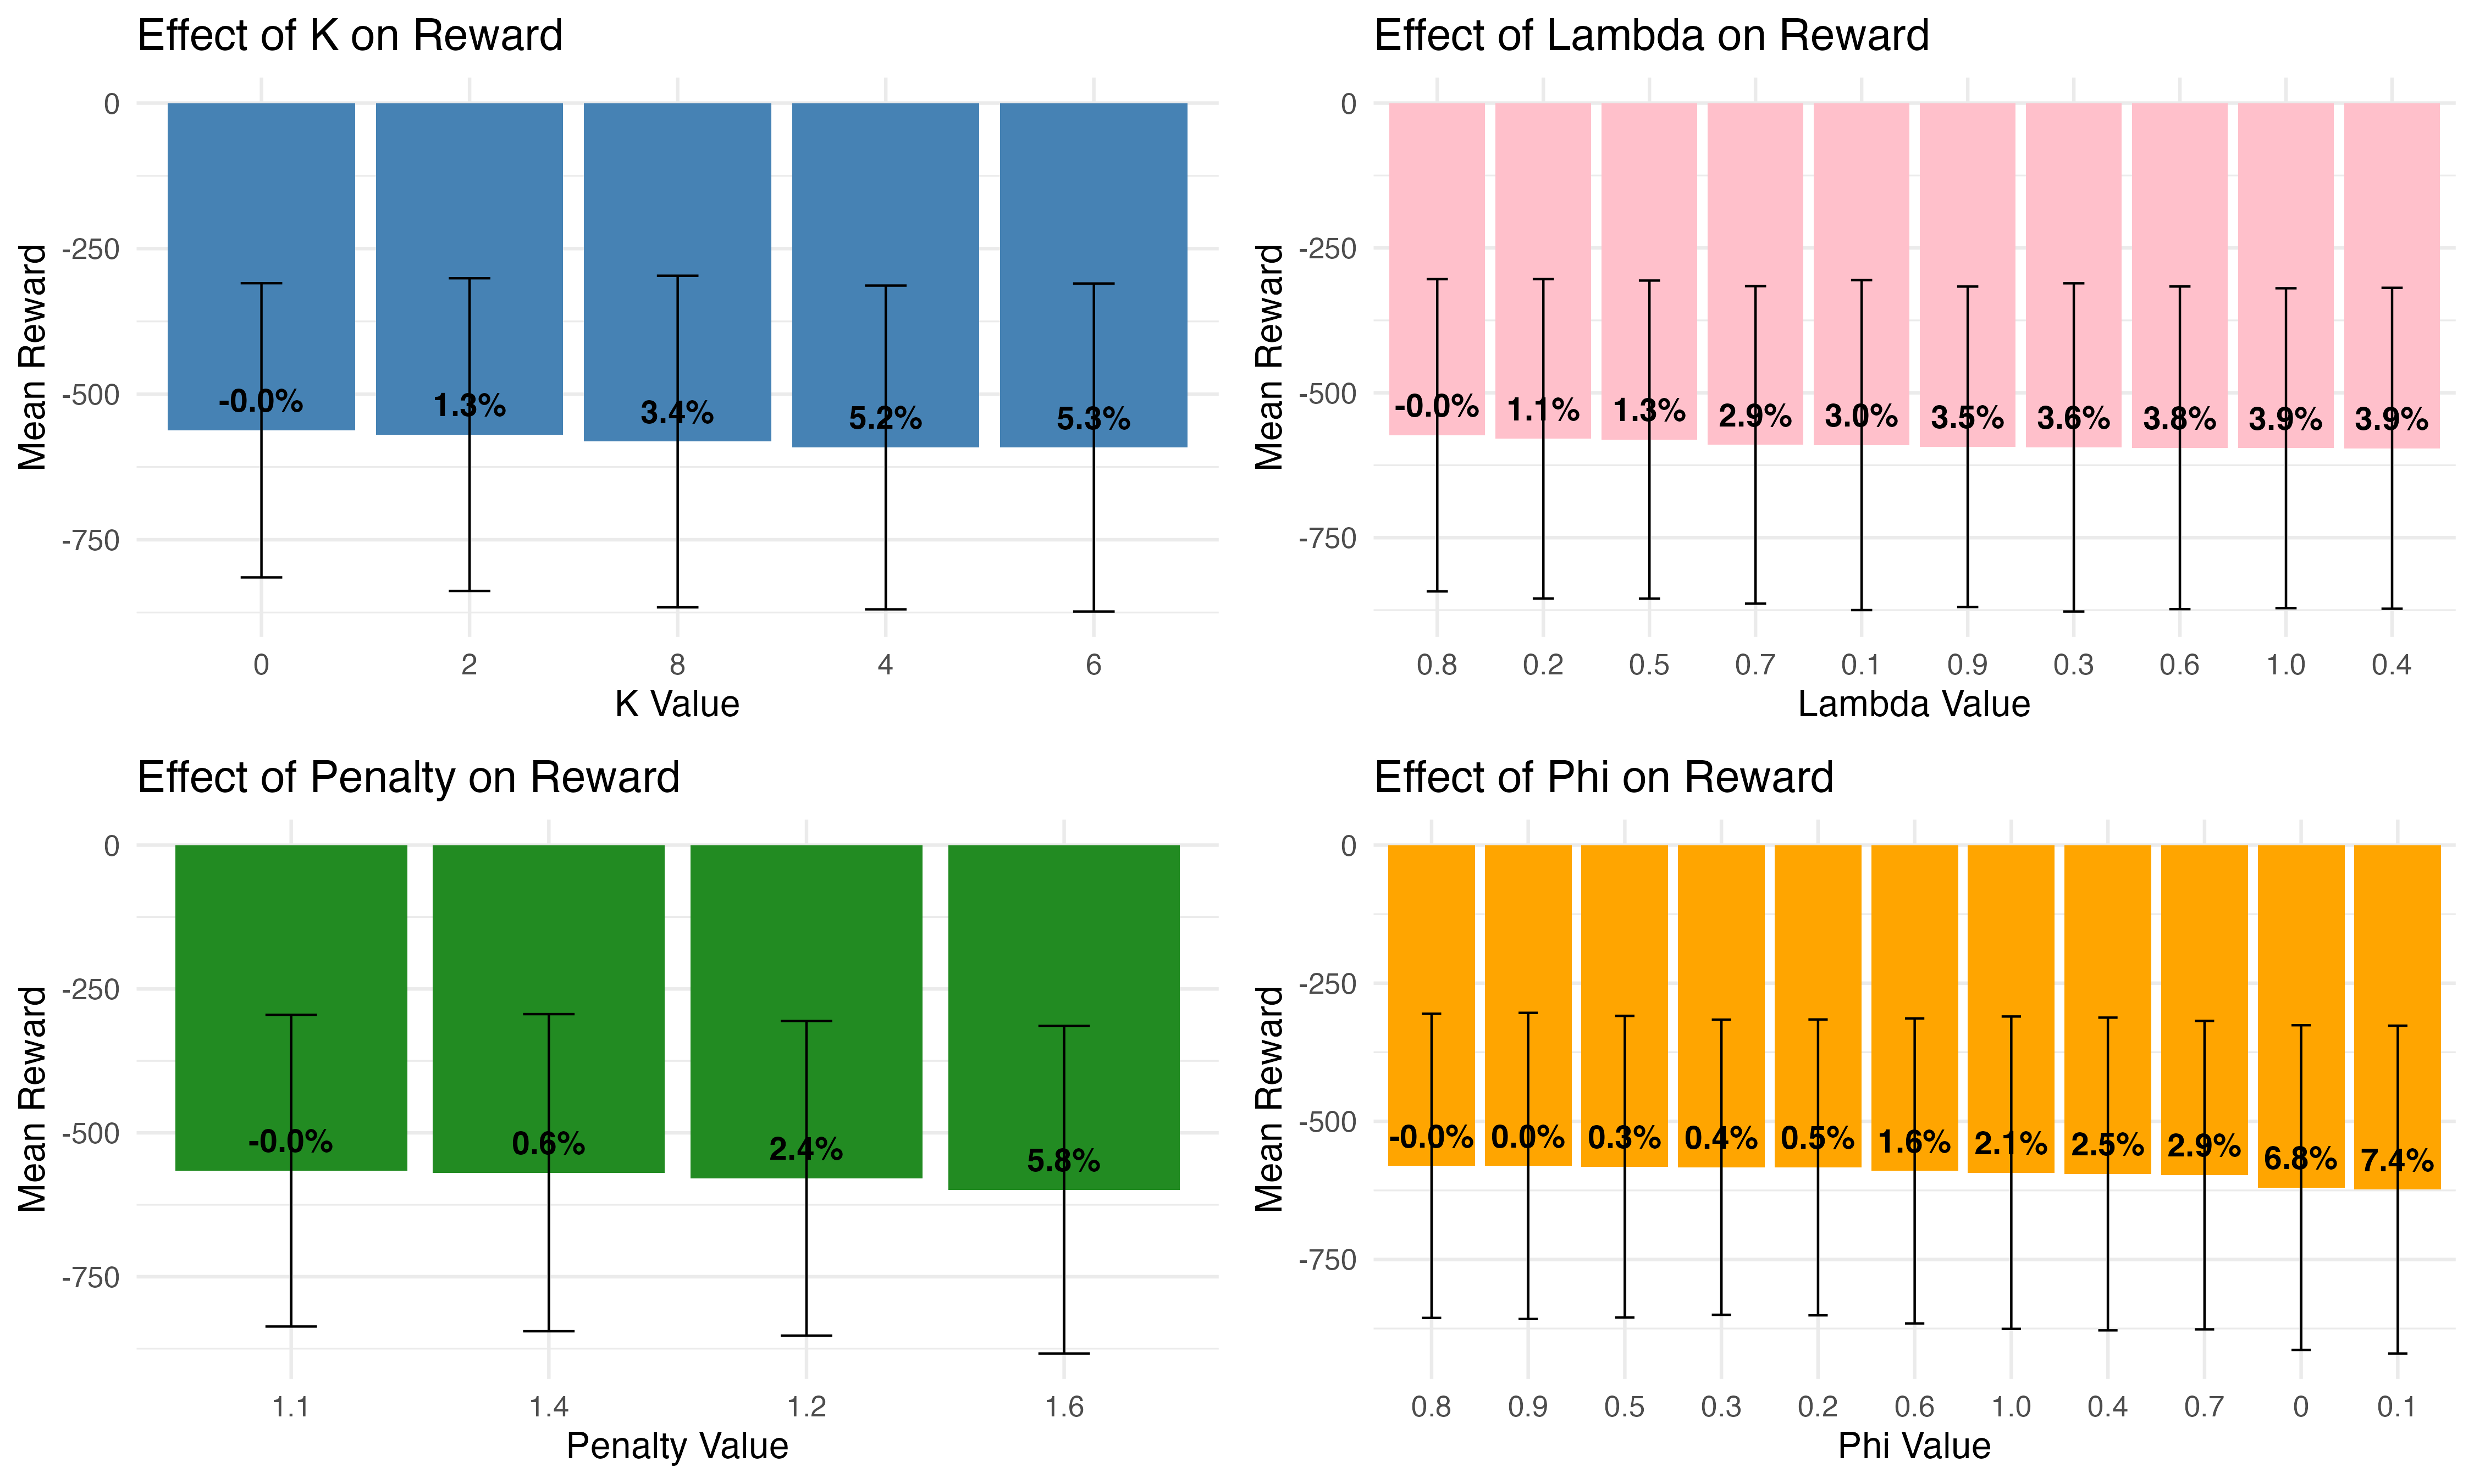 Effect of K on Reward
Mean Reward
0
-250
-500
-750
-0.0% 1.3% 3.4% 5.2% 5.3%
0 2 8 4 6
K Value
Effect of Lambda on Reward
Mean Reward
0
-250
-500
-750
-0.0% 1.1% 1.3% 2.9% 3.0% 3.5% 3.6% 3.8% 3.9% 3.9%
0.8 0.2 0.5 0.7 0.1 0.9 0.3 0.6 1.0 0.4
Lambda Value
Effect of Penalty on Reward
Mean Reward
0
-250
-500
-750
-0.0% 0.6% 2.4% 5.8%
1.1 1.4 1.2 1.6
Penalty Value
Effect of Phi on Reward
Mean Reward
0
-250
-500
-750
-0.0% 0.0% 0.3% 0.4% 0.5% 1.6% 2.1% 2.5% 2.9% 6.8% 7.4%
0.8 0.9 0.5 0.3 0.2 0.6 1.0 0.4 0.7 0 0.1
Phi Value